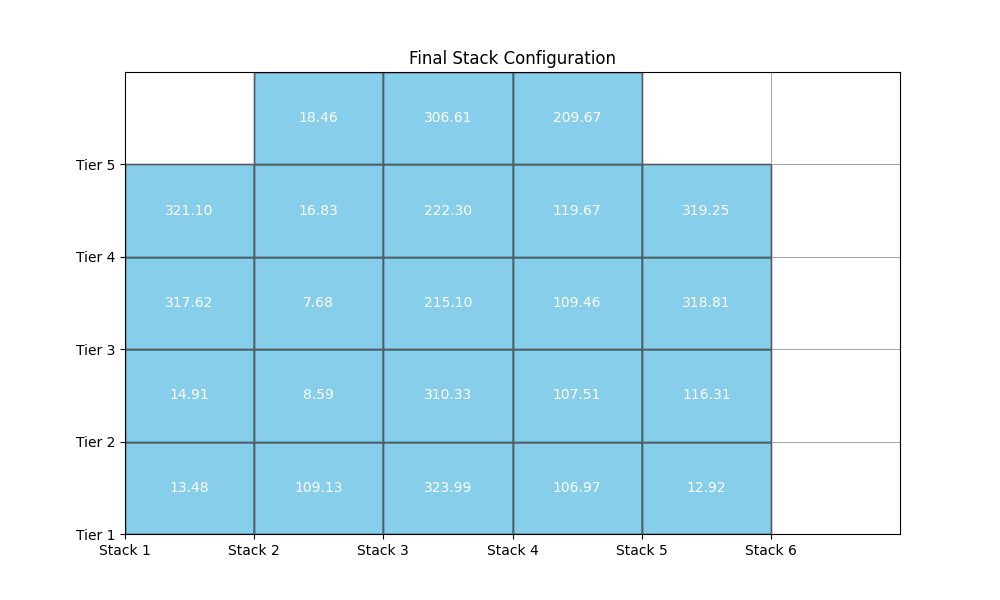 Final Stack Configuration
18.46 306.61 209.67
Tier 5
321.10 16.83 222.30 119.67 319.25
Tier 4
317.62 7.68 215.10 109.46 318.81
Tier 3
14.91 8.59 310.33 107.51 116.31
Tier 2
13.48 109.13 323.99 106.97 12.92
Tier 1
Stack 1 Stack 2 Stack 3 Stack 4 Stack 5 Stack 6